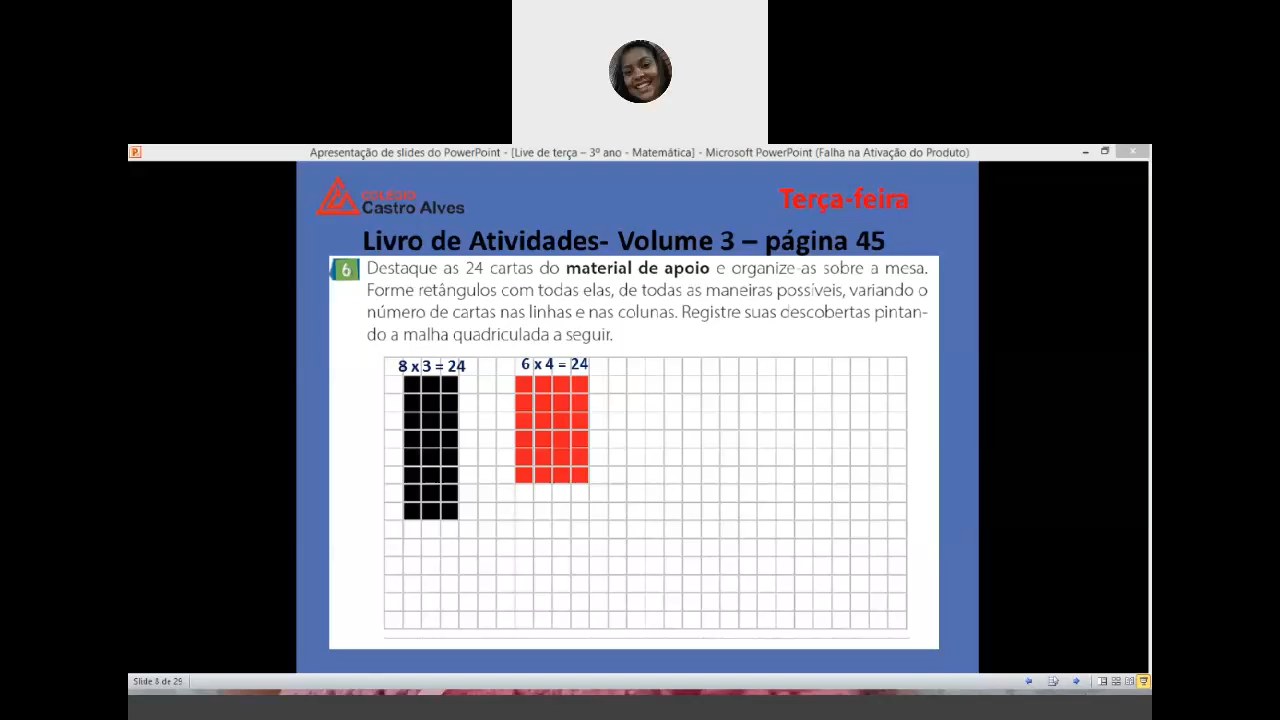 Apresentação de slides do PowerPoint - [Live de terça – 3º ano - Matemática] - Microsoft PowerPoint (Falha na Ativação do Produto)
COLÉGIO
Castro Alves
Terça-feira
Livro de Atividades- Volume 3 – página 45
6 Destaque as 24 cartas do material de apoio e organize-as sobre a mesa.
Forme retângulos com todas elas, de todas as maneiras possíveis, variando o
número de cartas nas linhas e nas colunas. Registre suas descobertas pintan-
do a malha quadriculada a seguir.
8 x 3 = 24
6 x 4 = 24
Slide 8 de 29